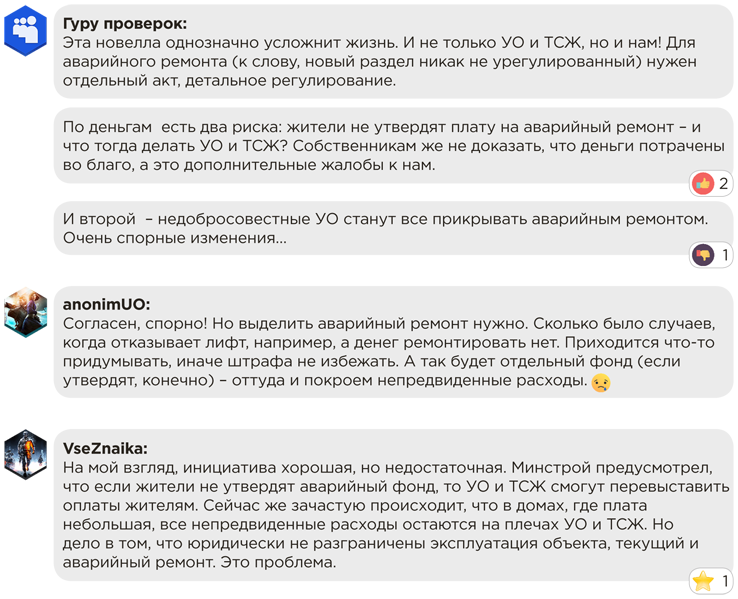 Гуру проверок:
Эта новелла однозначно усложнит жизнь. И не только УО и ТСЖ, но и нам! Для
аварийного ремонта (к слову, новый раздел никак не урегулированный) нужен
отдельный акт, детальное регулирование.
По деньгам есть два риска: жители не утвердят плату на аварийный ремонт – и
что тогда делать УО и ТСЖ? Собственникам же не доказать, что деньги потрачены
во благо, а это дополнительные жалобы к нам.
2
И второй – недобросовестные УО станут все прикрывать аварийным ремонтом.
Очень спорные изменения...
1
anonimUO:
Согласен, спорно! Но выделить аварийный ремонт нужно. Сколько было случаев,
когда отказывает лифт, например, а денег ремонтировать нет. Приходится что-то
придумывать, иначе штрафа не избежать. А так будет отдельный фонд (если
утвердят, конечно) – оттуда и покроем непредвиденные расходы.
VseZnaika:
На мой взгляд, инициатива хорошая, но недостаточная. Минстрой предусмотрел,
что если жители не утвердят аварийный фонд, то УО и ТСЖ смогут перевыставить
оплаты жителям. Сейчас же зачастую происходит, что в домах, где плата
небольшая, все непредвиденные расходы остаются на плечах УО и ТСЖ. Но
дело в том, что юридически не разграничены эксплуатация объекта, текущий и
аварийный ремонт. Это проблема.
1